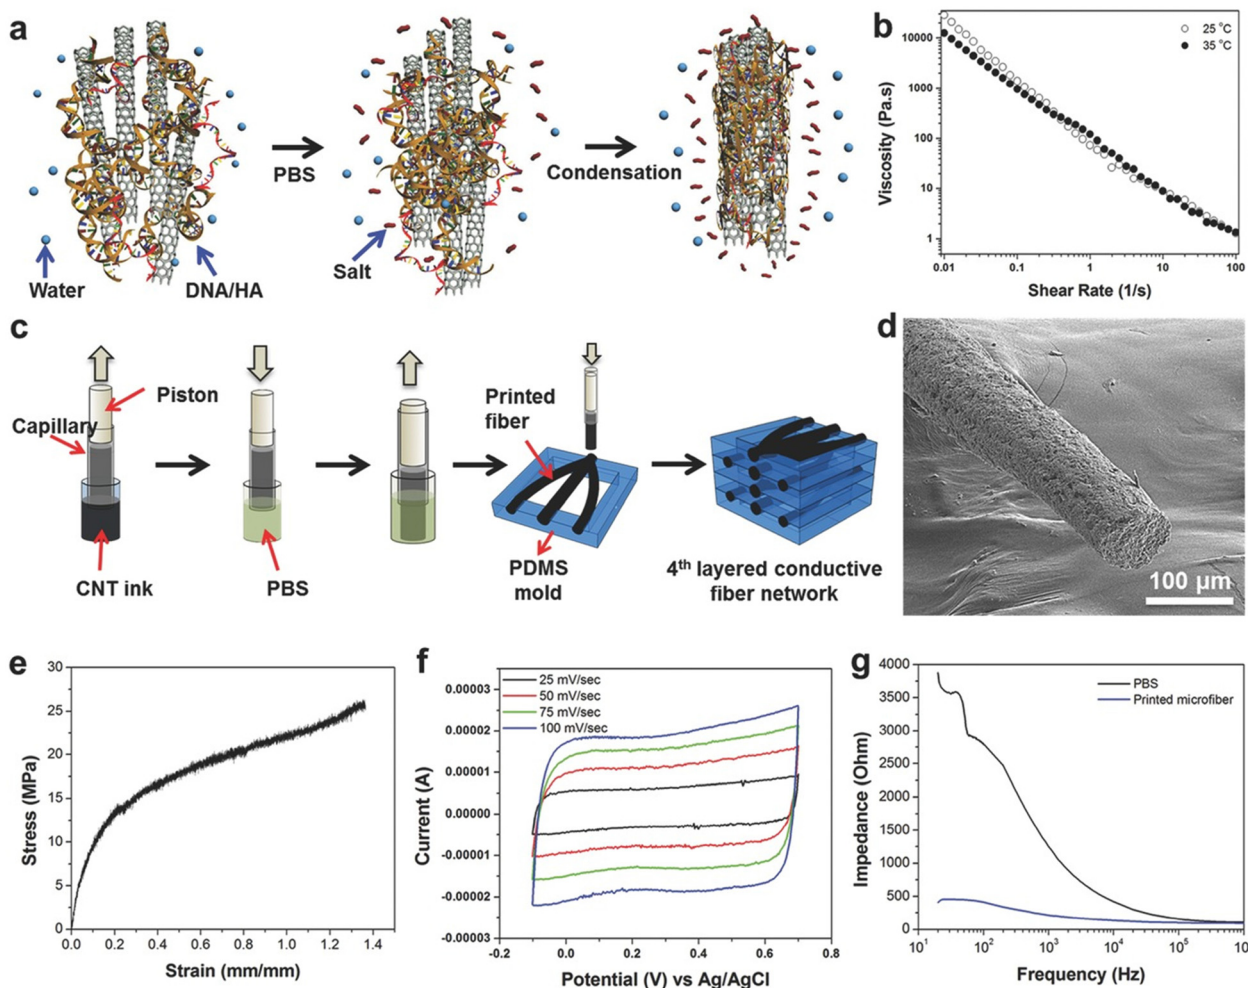 a
PBS
Condensation
Salt
Water
DNA/HA
b
25 °C
35 °C
Viscosity (Pa.s)
10000
1000
100
10
1
0.01
0.1
1
10
100
Shear Rate (1/s)
c
Piston
Capillary
CNT ink
PBS
Printed
fiber
PDMS
mold
4th layered conductive
fiber network
d
100 µm
e
Stress (MPa)
30
25
20
15
10
5
0
0.0
0.2
0.4
0.6
0.8
1.0
1.2
1.4
Strain (mm/mm)
f
25 mV/sec
50 mV/sec
75 mV/sec
100 mV/sec
Current (A)
0.00003
0.00002
0.00001
0.00000
-0.00001
-0.00002
-0.00003
-0.2
0.0
0.2
0.4
0.6
0.8
Potential (V) vs Ag/AgCl
g
PBS
Printed microfiber
Impedance (Ohm)
4000
3500
3000
2500
2000
1500
1000
500
0
10¹
10²
10³
10⁴
10⁵
10⁶
Frequency (Hz)